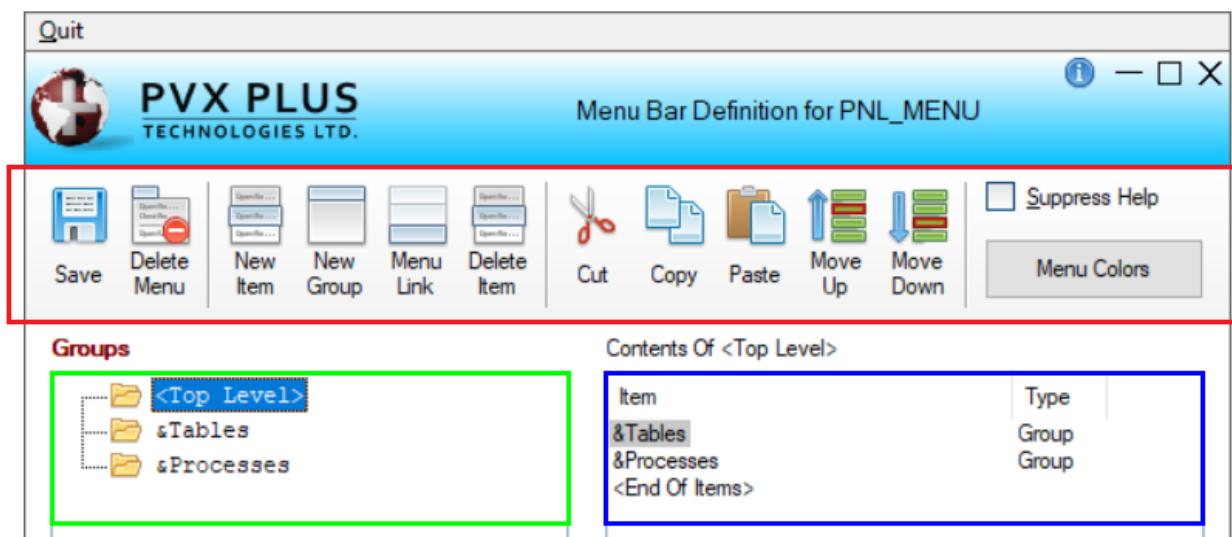 Quit
PVX PLUS
TECHNOLOGIES LTD.
Menu Bar Definition for PNL_MENU
Save
Delete Menu
New Item
New Group
Menu Link
Delete Item
Cut
Copy
Paste
Move Up
Move Down
Suppress Help
Menu Colors
Groups
<Top Level>
&Tables
&Processes
Contents Of <Top Level>
Item Type
&Tables Group
&Processes Group
<End Of Items>